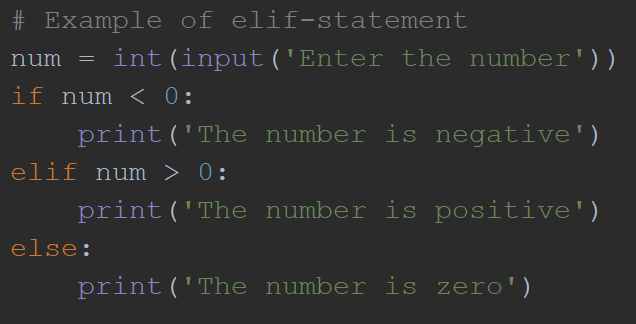 # Example of elif-statement
num = int(input('Enter the number'))
if num < 0:
    print('The number is negative')
elif num > 0:
    print('The number is positive')
else:
    print('The number is zero')